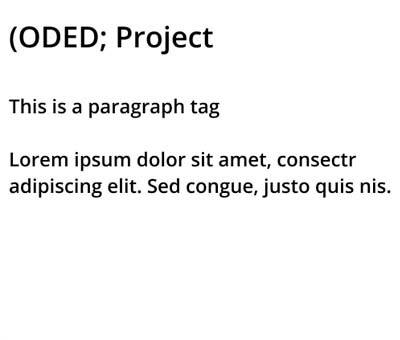 (ODED; Project
This is a paragraph tag
Lorem ipsum dolor sit amet, consectr
adipiscing elit. Sed congue, justo quis nis.